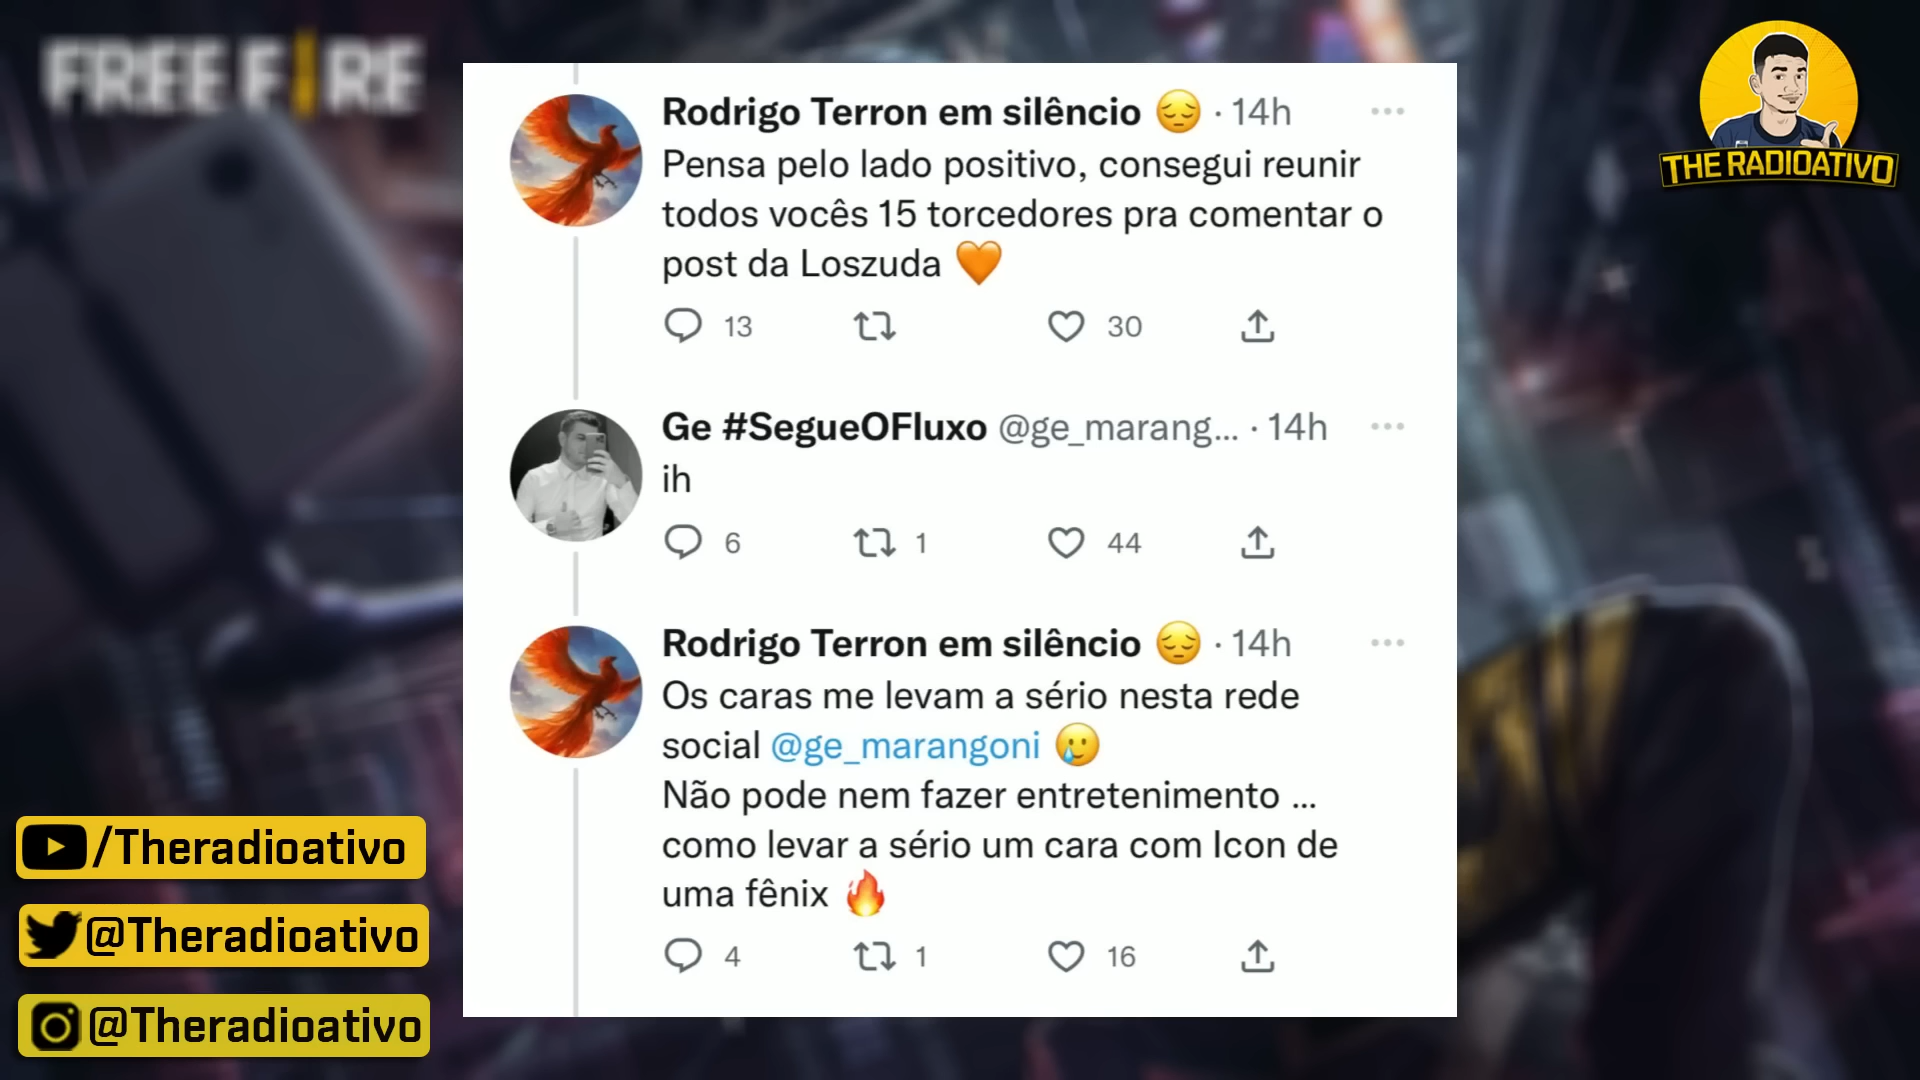 FREE FIRE
THE RADIOATIVO
Rodrigo Terron em silêncio 😔 · 14h
Pensa pelo lado positivo, consegui reunir
todos vocês 15 torcedores pra comentar o
post da Loszuda 🧡
13 30
Ge #SegueOFluxo @ge_marang... · 14h
ih
6 1 44
Rodrigo Terron em silêncio 😔 · 14h
Os caras me levam a sério nesta rede
social @ge_marangoni 🥲
Não pode nem fazer entretenimento ...
como levar a sério um cara com Icon de
uma fênix 🔥
4 1 16
/Theradioativo
@Theradioativo
@Theradioativo